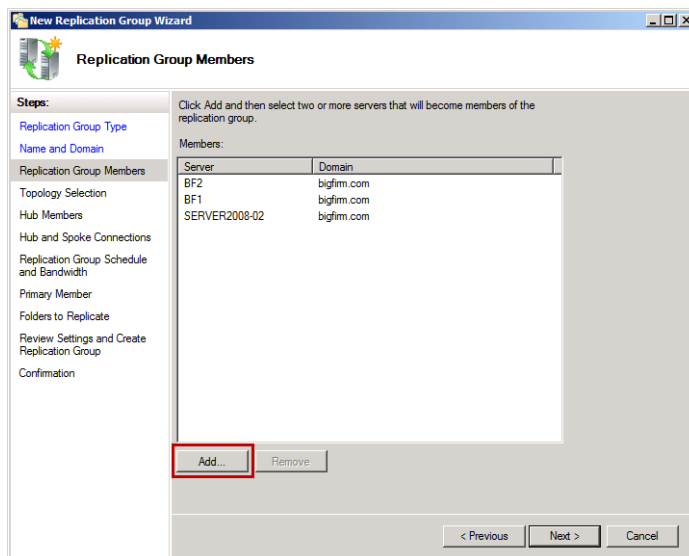 New Replication Group Wizard
Replication Group Members
Steps:
Replication Group Type
Name and Domain
Replication Group Members
Topology Selection
Hub Members
Hub and Spoke Connections
Replication Group Schedule
and Bandwidth
Primary Member
Folders to Replicate
Review Settings and Create
Replication Group
Confirmation
Click Add and then select two or more servers that will become members of the
replication group.
Members:
Server Domain
BF2 bigfirm.com
BF1 bigfirm.com
SERVER2008-02 bigfirm.com
Add... Remove
< Previous Next > Cancel